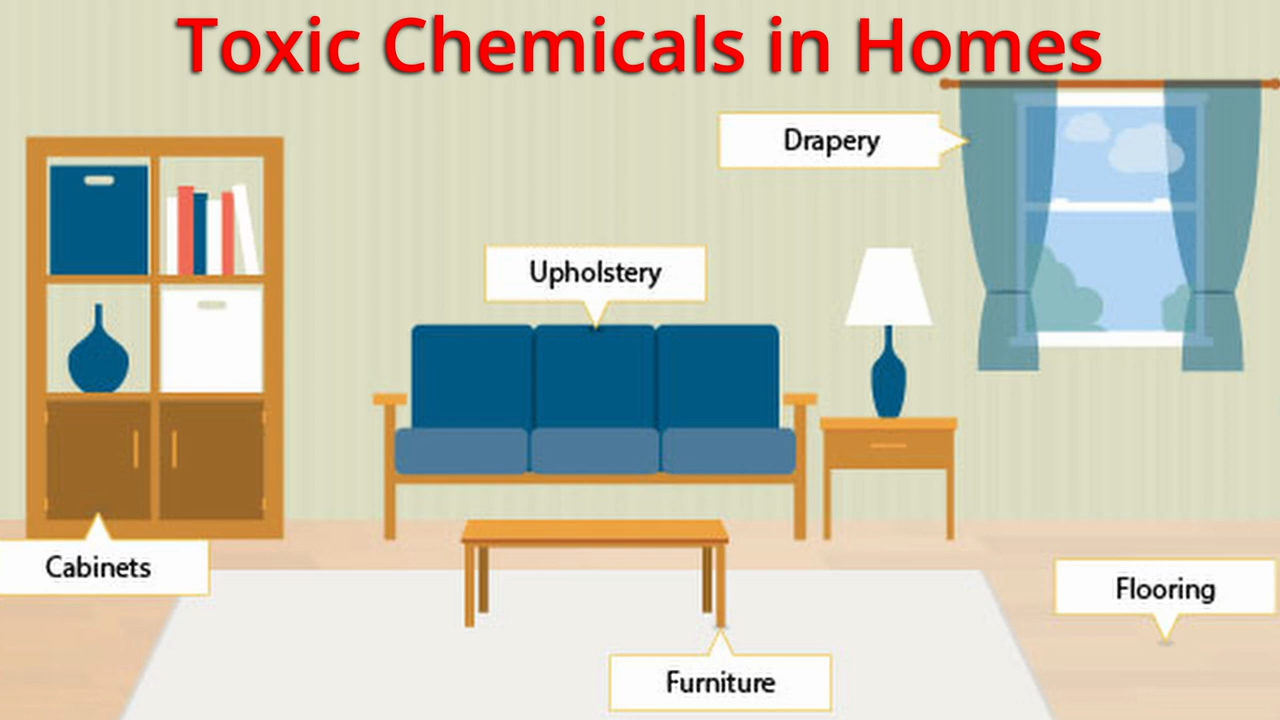 Toxic Chemicals in Homes
Drapery
Upholstery
Cabinets
Flooring
Furniture